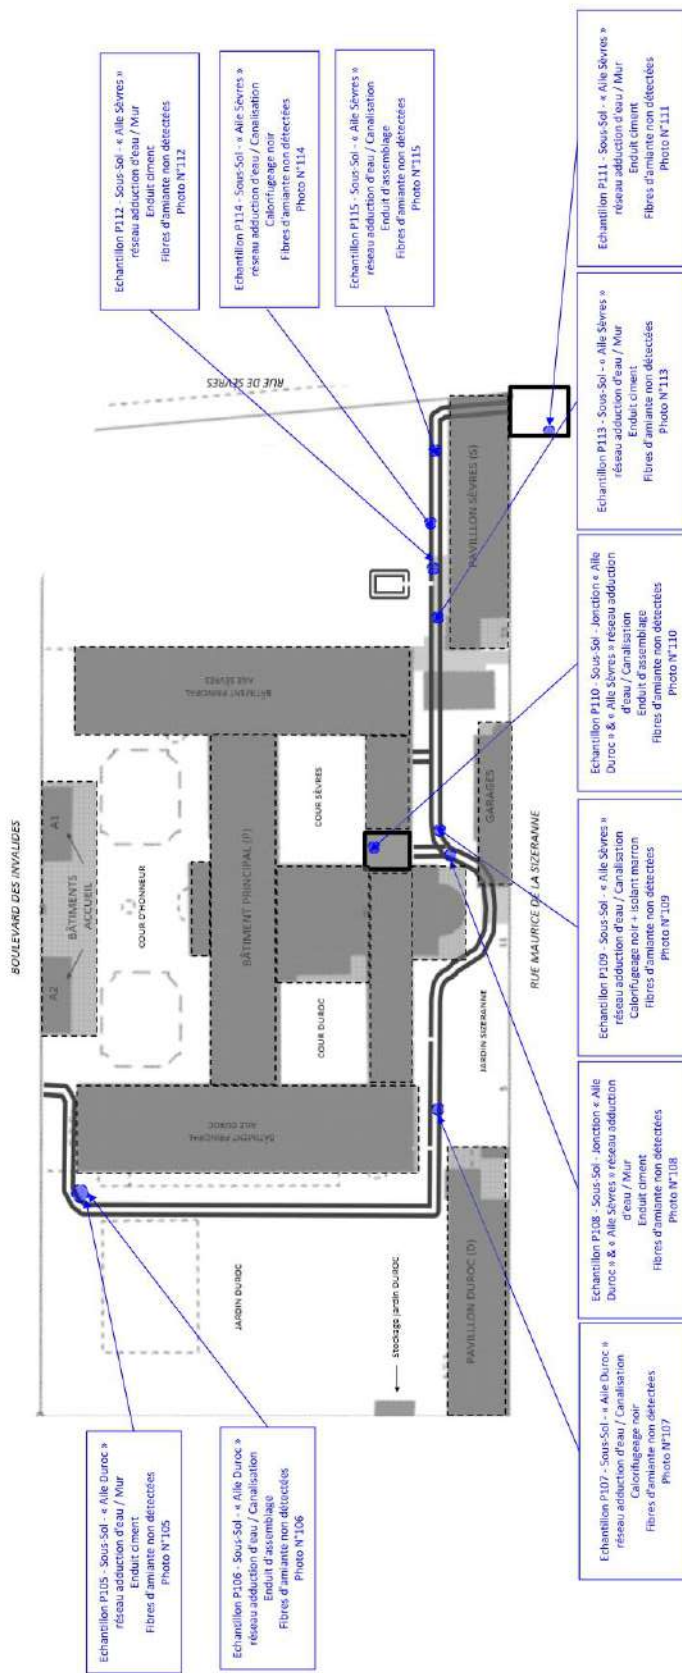 Echantillon P105 - Sous-Sol - « Aile Duroc »
réseau adduction d'eau / Mur
Enduit ciment
Fibres d'amiante non détectées
Photo N°105
Echantillon P106 - Sous-Sol - « Aile Duroc »
réseau adduction d'eau / Canalisation
Enduit d'assemblage
Fibres d'amiante non détectées
Photo N°106
Echantillon P112 - Sous-Sol - « Aile Sèvres »
réseau adduction d'eau / Mur
Enduit ciment
Fibres d'amiante non détectées
Photo N°112
Echantillon P114 - Sous-Sol - « Aile Sèvres »
réseau adduction d'eau / Canalisation
Calorifugeage noir
Fibres d'amiante non détectées
Photo N°114
Echantillon P115 - Sous-Sol - « Aile Sèvres »
réseau adduction d'eau / Canalisation
Enduit d'assemblage
Fibres d'amiante non détectées
Photo N°115
BOULEVARD DES INVALIDES
A2
BÂTIMENTS
ACCUEIL
A1
COUR D'HONNEUR
RUE DE SEVRES
BÂTIMENT PRINCIPAL
AILE DUROC
BÂTIMENT PRINCIPAL (P)
BÂTIMENT PRINCIPAL
AILE SÈVRES
JARDIN DUROC
COUR DUROC
COUR SÈVRES
Stockage jardin DUROC
PAVILLLON DUROC (D)
JARDIN SIZERANNE
GARAGES
PAVILLLON SÈVRES (S)
RUE MAURICE DE LA SIZERANNE
Echantillon P107 - Sous-Sol - « Aile Duroc »
réseau adduction d'eau / Canalisation
Calorifugeage noir
Fibres d'amiante non détectées
Photo N°107
Echantillon P108 - Sous-Sol - Jonction « Aile
Duroc » & « Aile Sèvres » réseau adduction
d'eau / Mur
Enduit ciment
Fibres d'amiante non détectées
Photo N°108
Echantillon P109 - Sous-Sol - « Aile Sèvres »
réseau adduction d'eau / Canalisation
Calorifugeage noir + isolant marron
Fibres d'amiante non détectées
Photo N°109
Echantillon P110 - Sous-Sol - Jonction « Aile
Duroc » & « Aile Sèvres » réseau adduction
d'eau / Canalisation
Enduit d'assemblage
Fibres d'amiante non détectées
Photo N°110
Echantillon P113 - Sous-Sol - « Aile Sèvres »
réseau adduction d'eau / Mur
Enduit ciment
Fibres d'amiante non détectées
Photo N°113
Echantillon P111 - Sous-Sol - « Aile Sèvres »
réseau adduction d'eau / Mur
Enduit ciment
Fibres d'amiante non détectées
Photo N°111